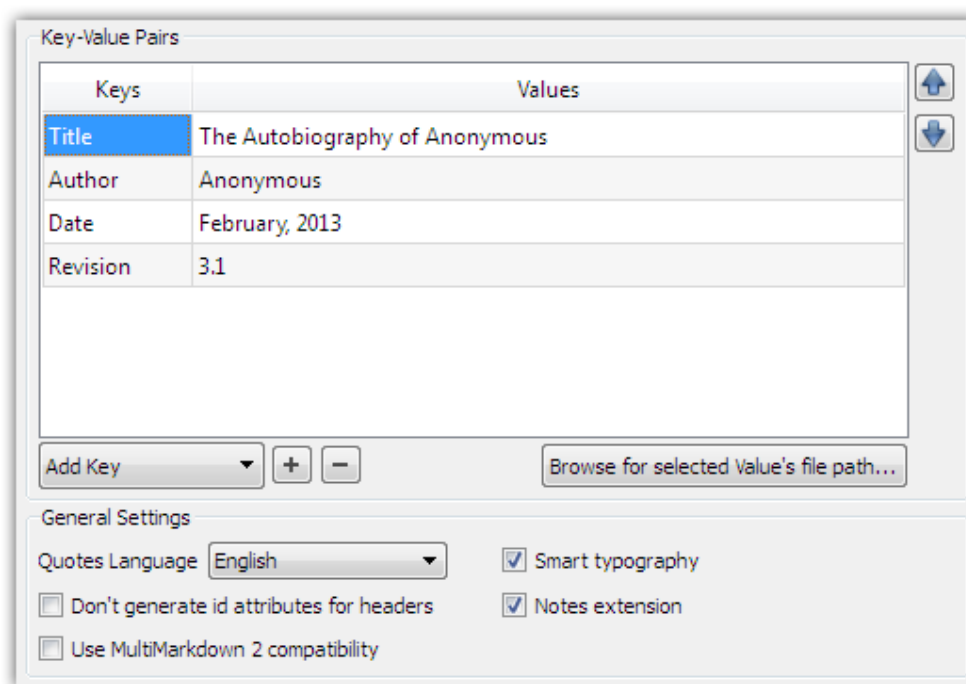 Key-Value Pairs
Keys Values
Title The Autobiography of Anonymous
Author Anonymous
Date February, 2013
Revision 3.1
Add Key + − Browse for selected Value's file path...
General Settings
Quotes Language English Smart typography
Don't generate id attributes for headers Notes extension
Use MultiMarkdown 2 compatibility